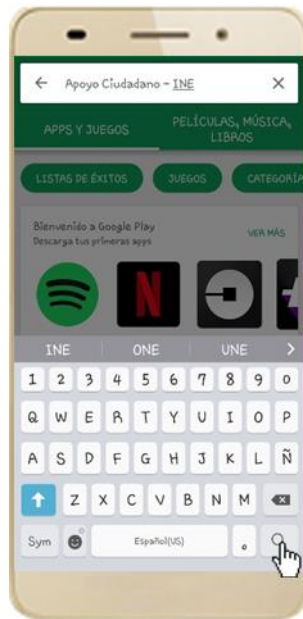 Apoyo Ciudadano – INE
APPS Y JUEGOS
PELÍCULAS, MÚSICA,
LIBROS
LISTAS DE ÉXITOS
JUEGOS
CATEGORÍA
Bienvenido a Google Play
VER MÁS
Descarga tus primeras apps
N
INE ONE UNE
1 2 3 4 5 6 7 8 9 0
Q W E R T Y U I O P
A S D F G H J K L Ñ
Z X C V B N M
Sym Español(US) .